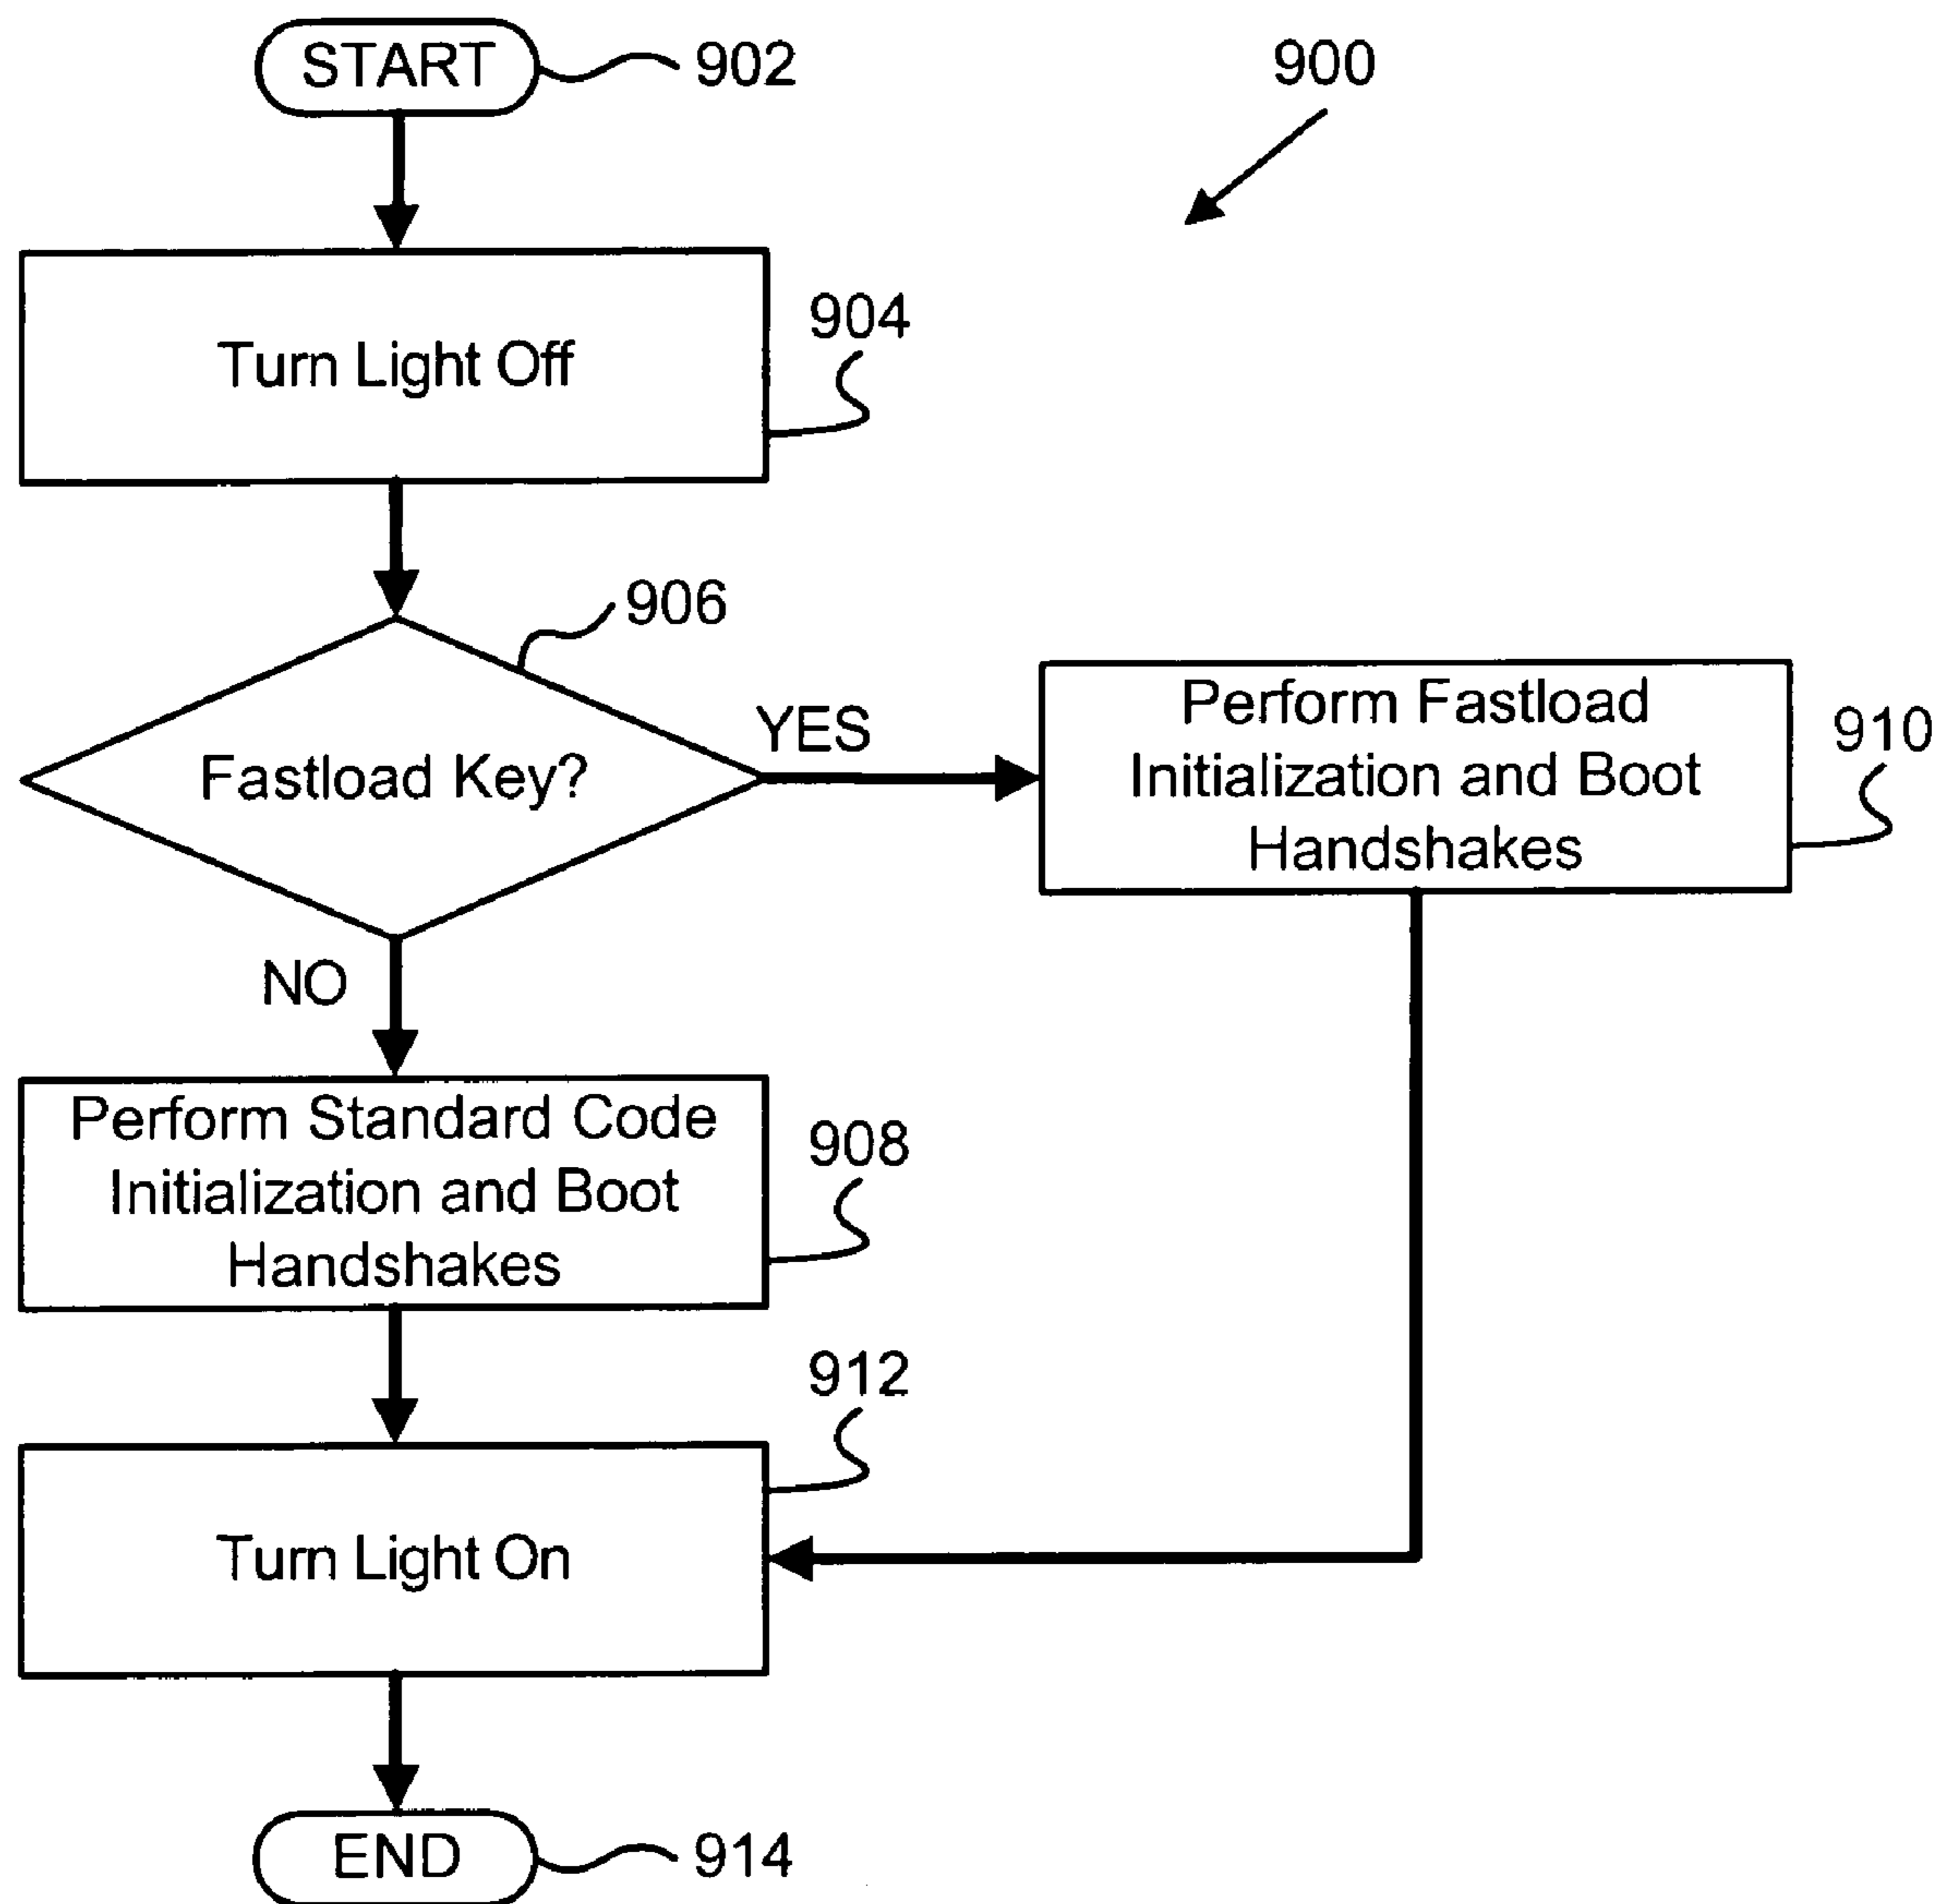 START
902
900
Turn Light Off
904
906
Fastload Key?
YES
Perform Fastload
Initialization and Boot
Handshakes
910
NO
Perform Standard Code
Initialization and Boot
Handshakes
908
912
Turn Light On
END
914